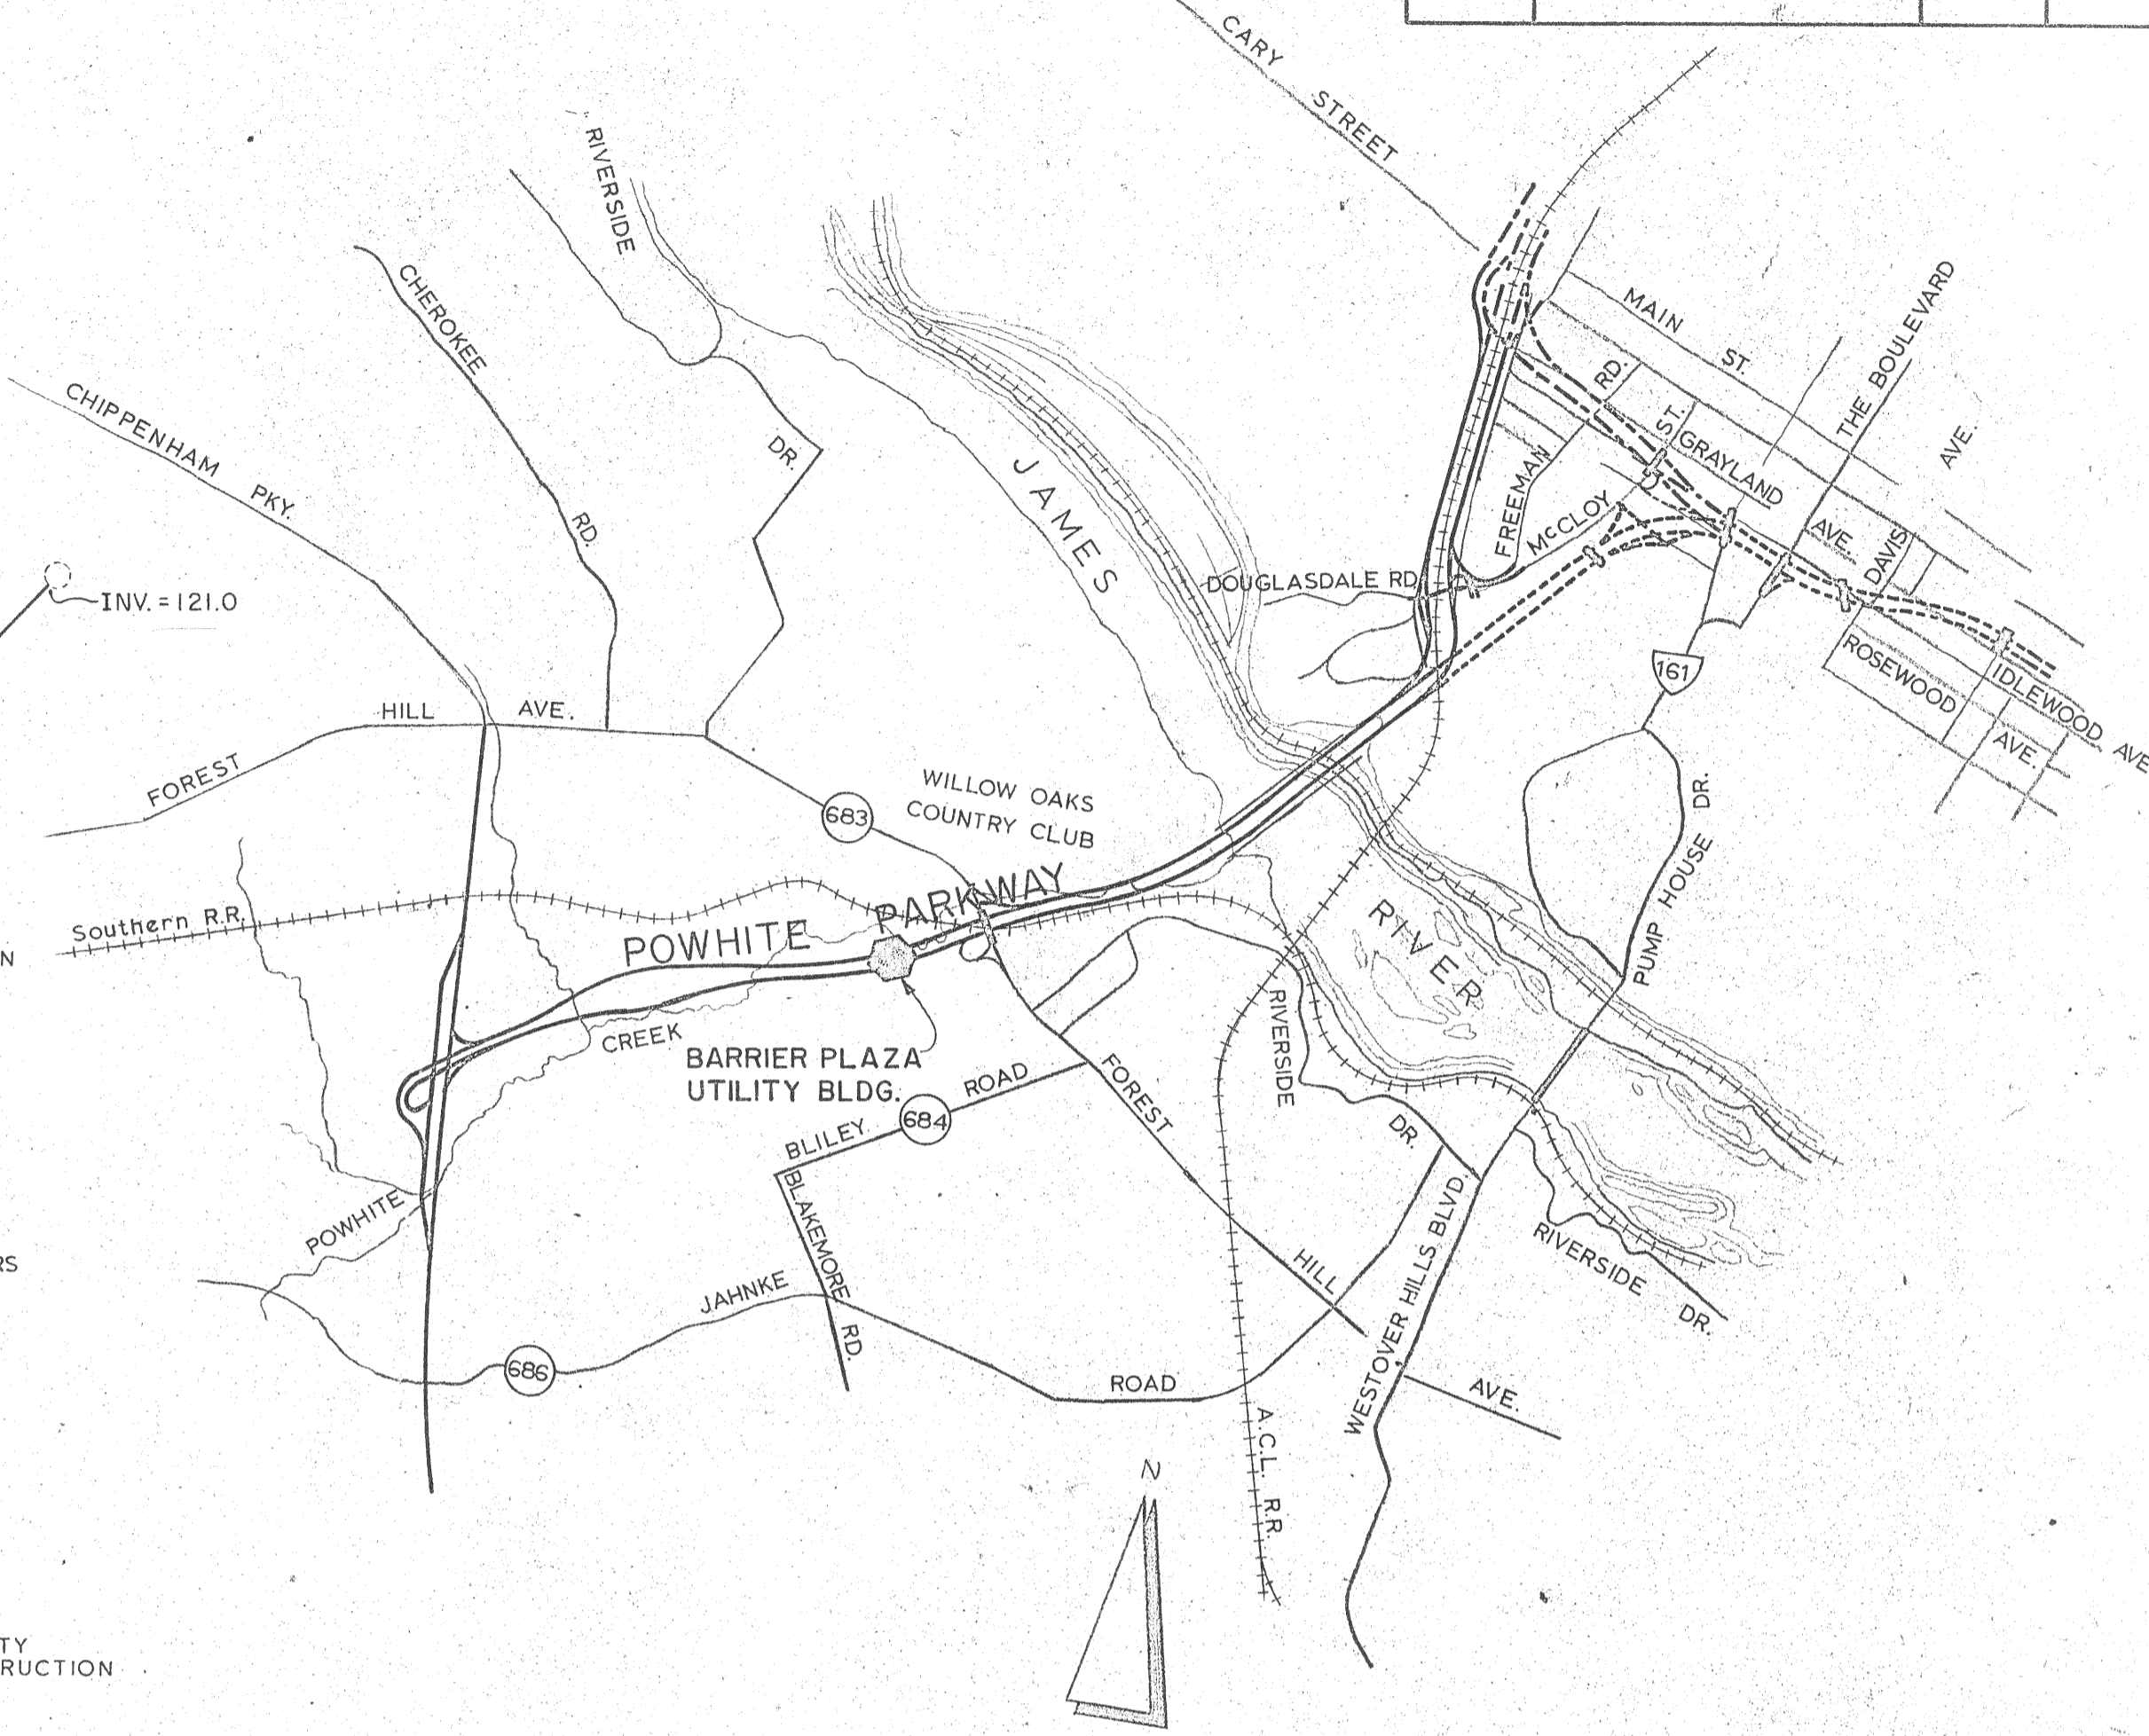 CARY STREET
RIVERSIDE DR.
CHEROKEE RD.
CHIPPENHAM PKY.
INV. = 121.0
MAIN ST.
THE BOULEVARD
AVE.
RD.
ST.
GRAYLAND AVE.
FREEMAN
McCLOY
DAVIS
DOUGLASDALE RD
JAMES RIVER
161
ROSEWOOD AVE.
IDLEWOOD AVE
FOREST HILL AVE.
683
WILLOW OAKS
COUNTRY CLUB
PUMP HOUSE DR.
Southern R.R.
POWHITE PARKWAY
N
CREEK
BARRIER PLAZA
UTILITY BLDG.
BLILEY ROAD
684
RIVERSIDE DR.
FOREST HILL AVE.
BLAKEMORE RD.
POWHITE
RS
JAHNKE ROAD
686
WESTOVER HILLS BLVD.
RIVERSIDE DR.
A.C.L. R.R.
N
TY
RUCTION